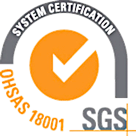 SYSTEM CERTIFICATION
OHSAS 18001
SGS